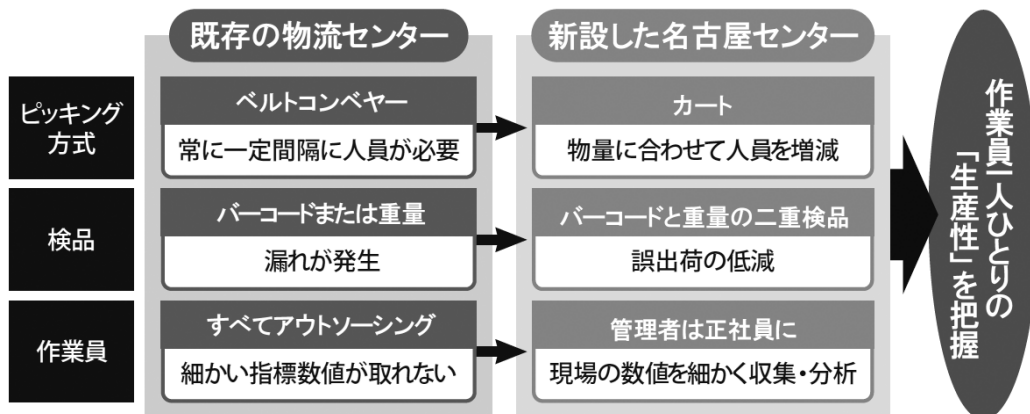 既存の物流センター
新設した名古屋センター
ピッキング
方式
ベルトコンベヤー
常に一定間隔に人員が必要
カート
物量に合わせて人員を増減
検品
バーコードまたは重量
漏れが発生
バーコードと重量の二重検品
誤出荷の低減
作業員
すべてアウトソーシング
細かい指標数値が取れない
管理者は正社員に
現場の数値を細かく収集・分析
作業員一人ひとりの
「生産性」を把握